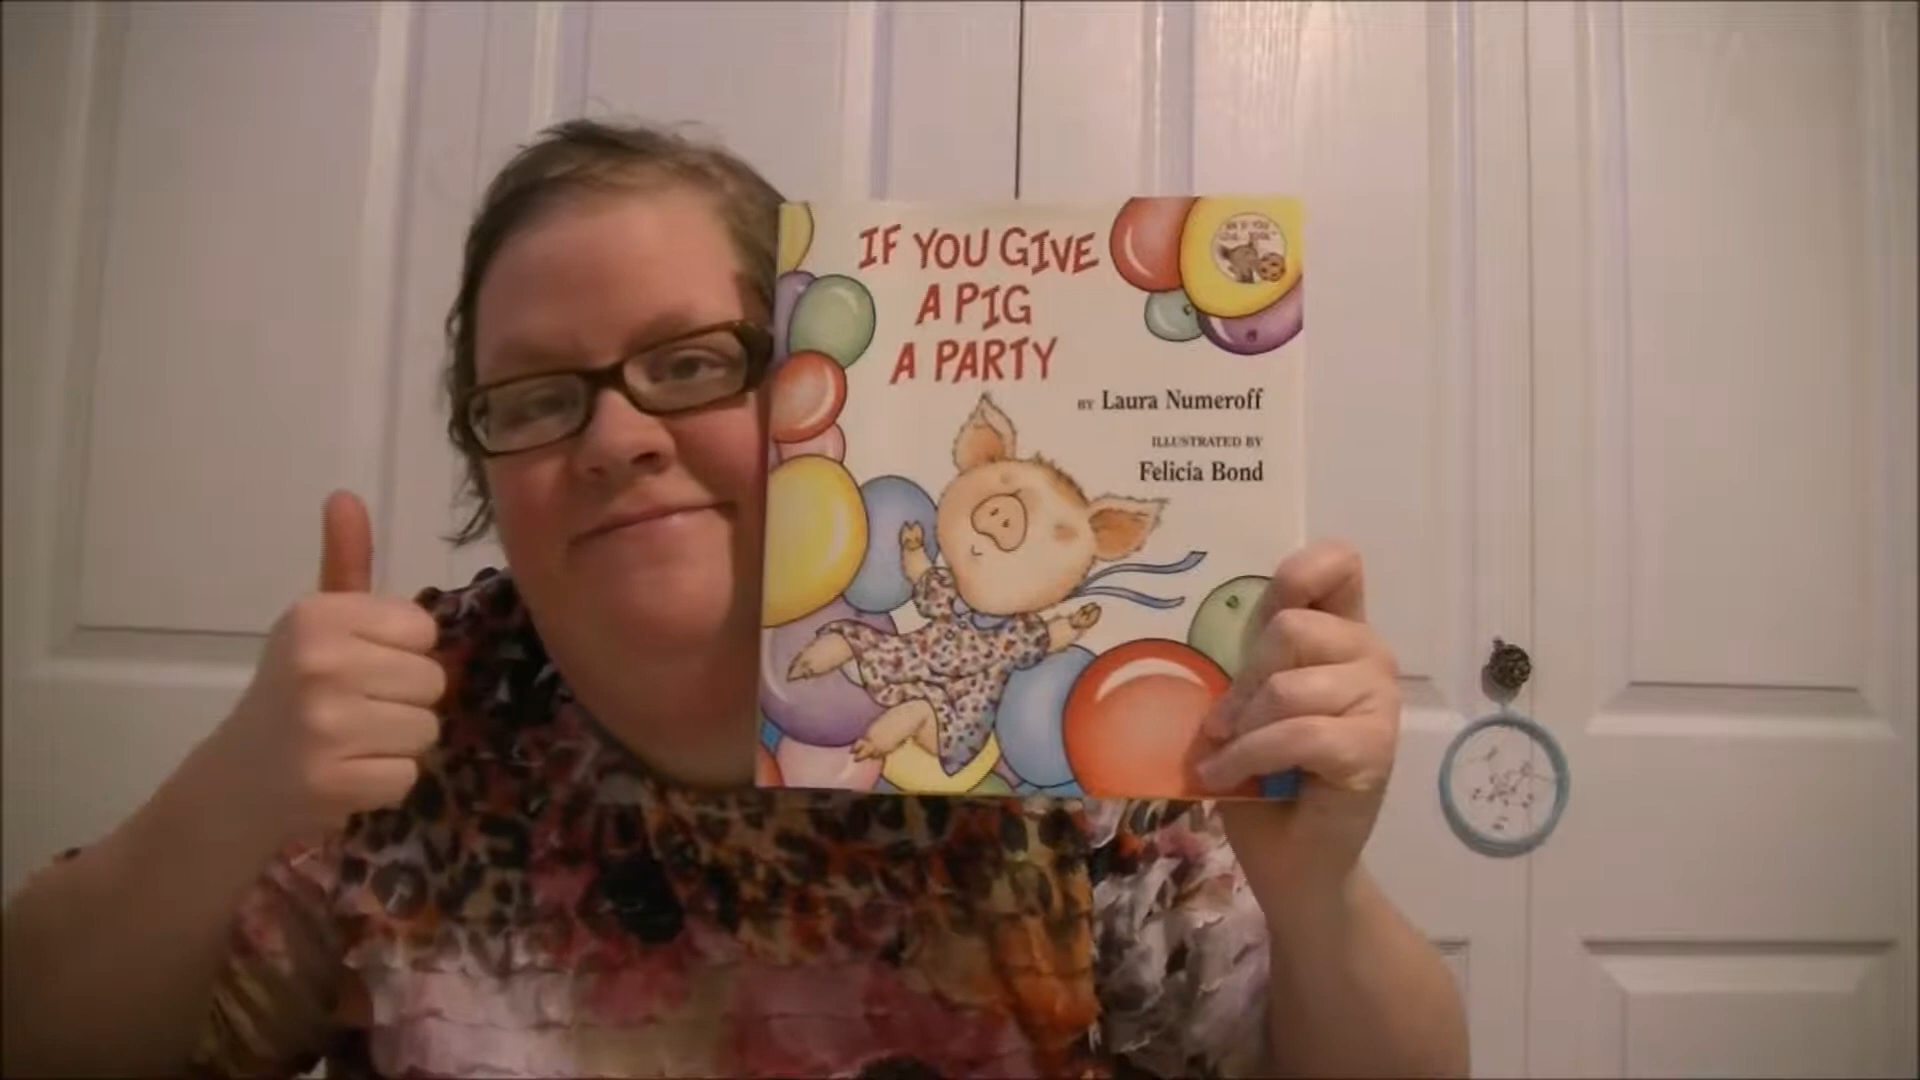 IF YOU GIVE
A PIG
A PARTY
BY Laura Numeroff
ILLUSTRATED BY
Felicia Bond